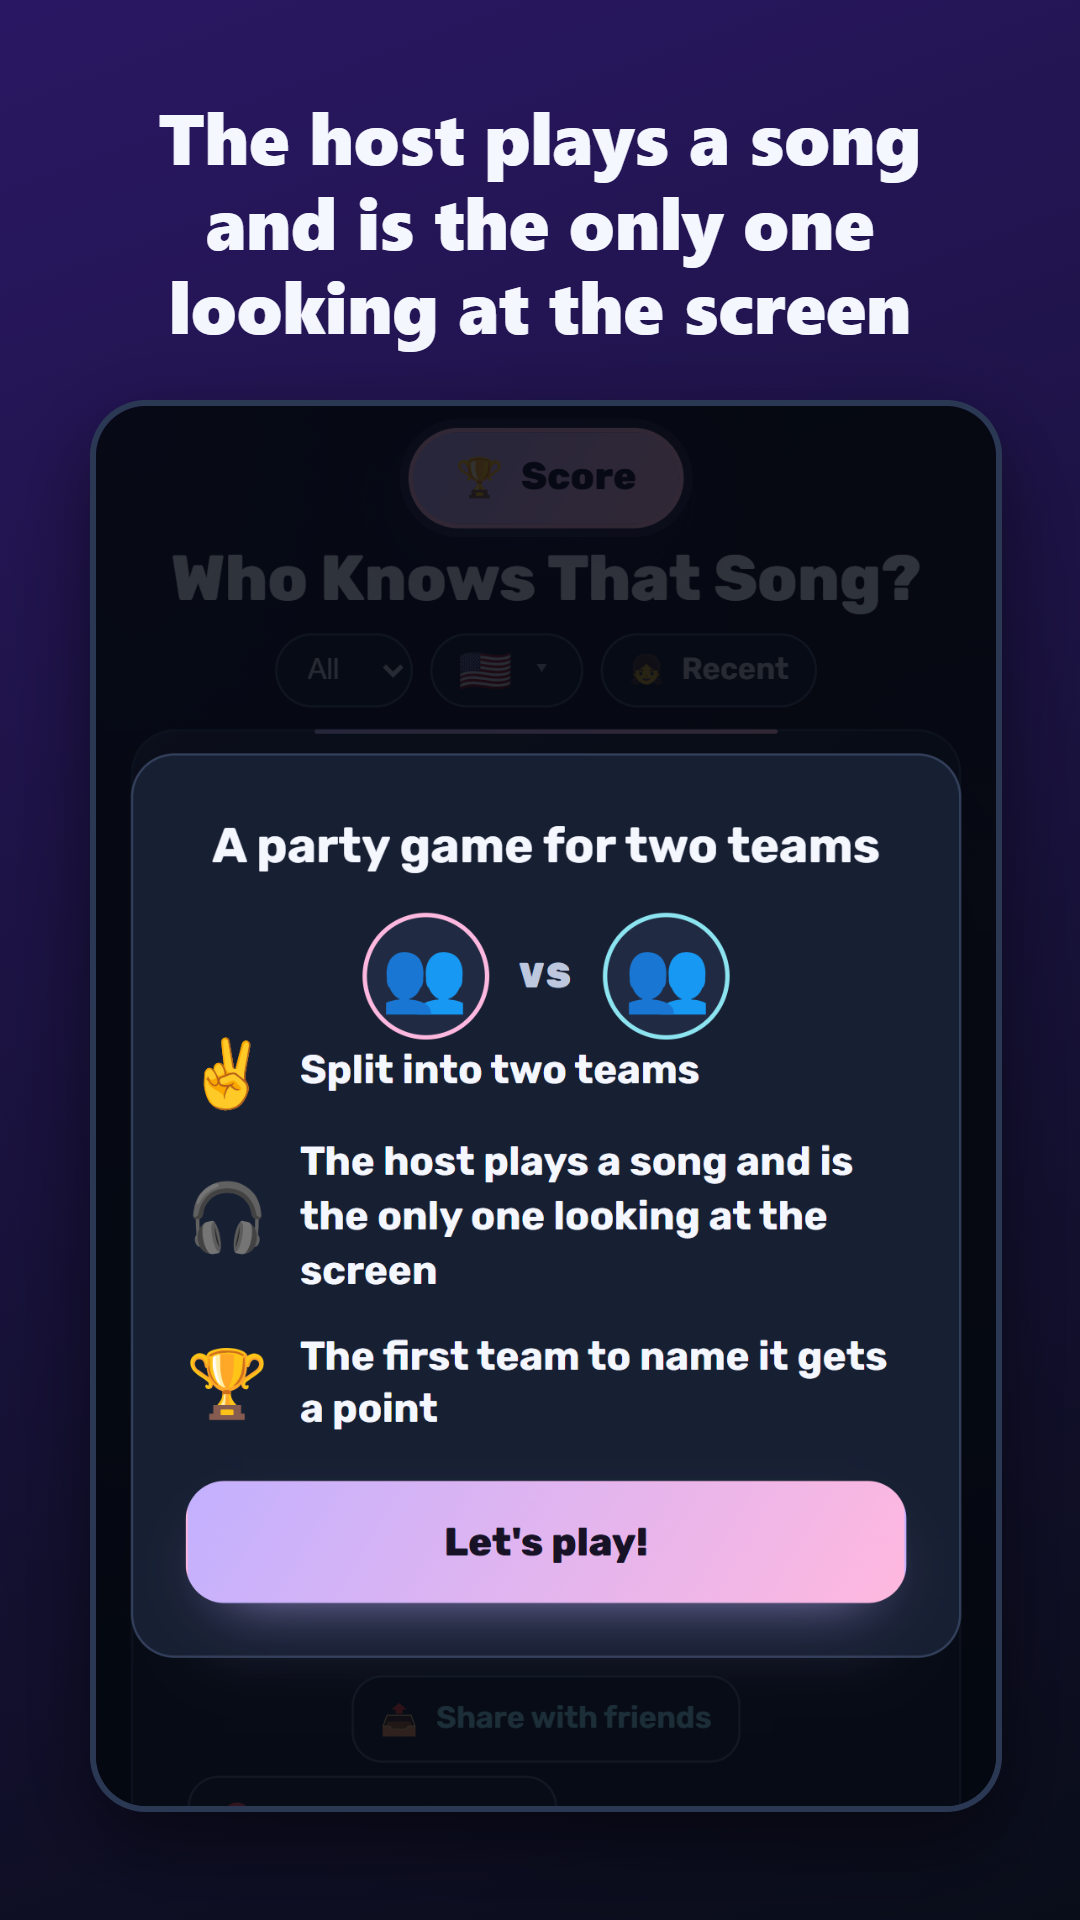 The host plays a song
and is the only one
looking at the screen
Score
Who Knows That Song?
All
Recent
A party game for two teams
vs
Split into two teams
The host plays a song and is
the only one looking at the
screen
The first team to name it gets
a point
Let's play!
Share with friends